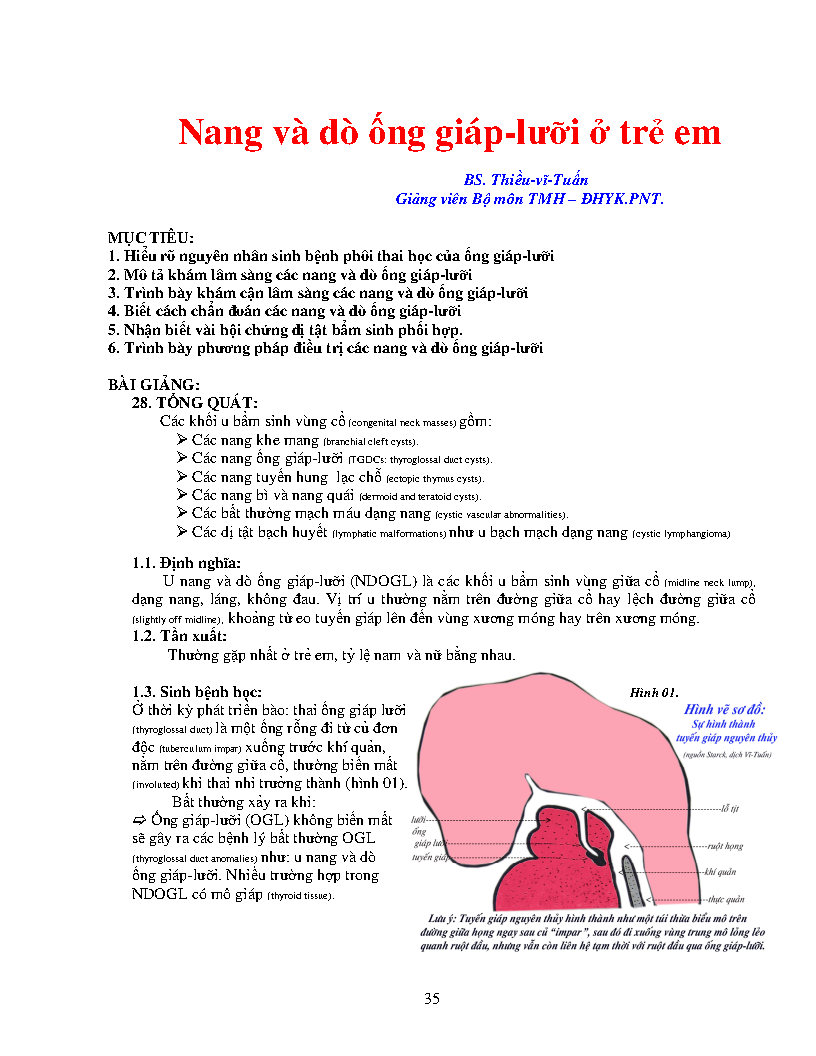 Nang và dò ống giáp-lưỡi ở trẻ em
BS. Thiều-vĩ-Tuấn
Giảng viên Bộ môn TMH – ĐHYK.PNT.
MỤC TIÊU:
1. Hiểu rõ nguyên nhân sinh bệnh phôi thai học của ống giáp-lưỡi
2. Mô tả khám lâm sàng các nang và dò ống giáp-lưỡi
3. Trình bày khám cận lâm sàng các nang và dò ống giáp-lưỡi
4. Biết cách chẩn đoán các nang và dò ống giáp-lưỡi
5. Nhận biết vài hội chứng dị tật bẩm sinh phối hợp.
6. Trình bày phương pháp điều trị các nang và dò ống giáp-lưỡi
BÀI GIẢNG:
28. TỔNG QUÁT:
Các khối u bẩm sinh vùng cổ (congenital neck masses) gồm:
➢ Các nang khe mang (branchial cleft cysts).
➢ Các nang ống giáp-lưỡi (TGDCs: thyroglossal duct cysts).
➢ Các nang tuyến hung lạc chỗ (ectopic thymus cysts).
➢ Các nang bì và nang quái (dermoid and teratoid cysts).
➢ Các bất thường mạch máu dạng nang (cystic vascular abnormalities).
➢ Các dị tật bạch huyết (lymphatic malformations) như u bạch mạch dạng nang (cystic lymphangioma)
1.1. Định nghĩa:
U nang và dò ống giáp-lưỡi (NDOGL) là các khối u bẩm sinh vùng giữa cổ (midline neck lump),
dạng nang, láng, không đau. Vị trí u thường nằm trên đường giữa cổ hay lệch đường giữa cổ
(slightly off midline), khoảng từ eo tuyến giáp lên đến vùng xương móng hay trên xương móng.
1.2. Tần xuất:
Thường gặp nhất ở trẻ em, tỷ lệ nam và nữ bằng nhau.
1.3. Sinh bệnh học:
Ở thời kỳ phát triển bào: thai ống giáp lưỡi
(thyroglossal duct) là một ống rỗng đi từ củ đơn
độc (tuberculum impar) xuống trước khí quản,
nằm trên đường giữa cổ, thường biến mất
(involuted) khi thai nhi trưởng thành (hình 01).
Bất thường xảy ra khi:
⇨ Ống giáp-lưỡi (OGL) không biến mất
sẽ gây ra các bệnh lý bất thường OGL
(thyroglossal duct anomalies) như: u nang và dò
ống giáp-lưỡi. Nhiều trường hợp trong
NDOGL có mô giáp (thyroid tissue).
Hình 01.
Hình vẽ sơ đồ:
Sự hình thành
tuyến giáp nguyên thủy
(nguồn Starck, dịch Vĩ-Tuấn)
lỗ tịt
lưỡi
ống
giáp lưỡi
tuyến giáp
ruột họng
khí quản
thực quản
Lưu ý: Tuyến giáp nguyên thủy hình thành như một túi thừa biểu mô trên
đường giữa họng ngay sau củ “impar”, sau đó đi xuống vùng trung mô lỏng lẻo
quanh ruột đầu, nhưng vẫn còn liên hệ tạm thời với ruột đầu qua ống giáp-lưỡi.
35